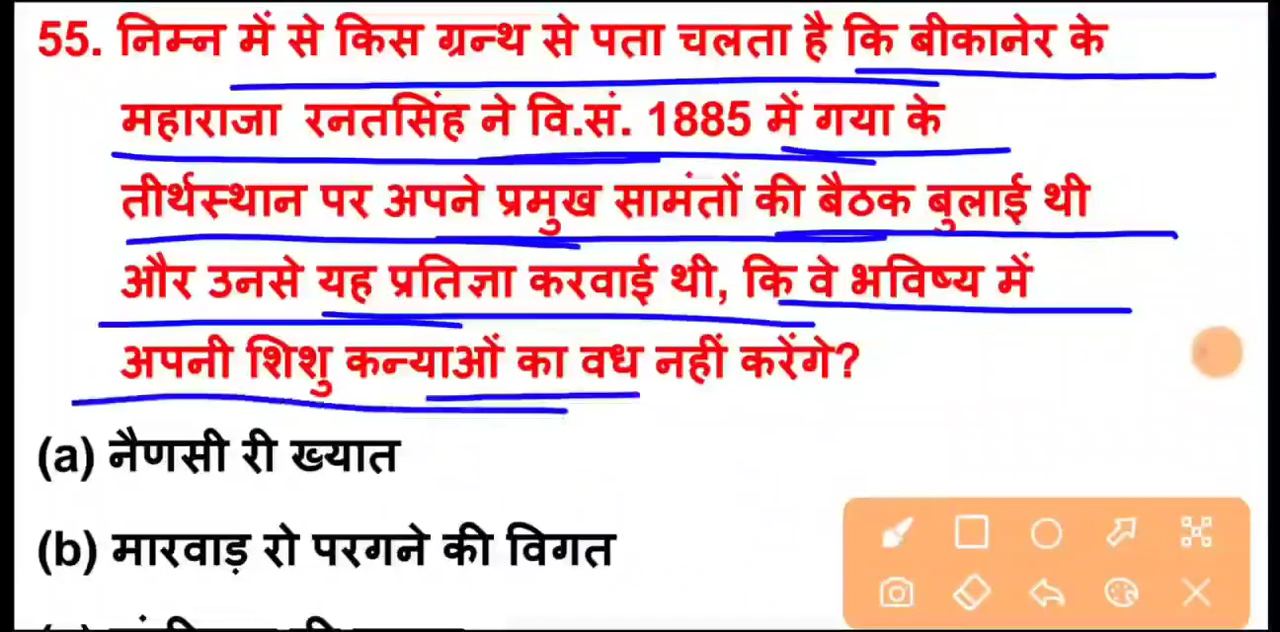 55. निम्न में से किस ग्रन्थ से पता चलता है कि बीकानेर के
महाराजा रनतसिंह ने वि.सं. 1885 में गया के
तीर्थस्थान पर अपने प्रमुख सामंतों की बैठक बुलाई थी
और उनसे यह प्रतिज्ञा करवाई थी, कि वे भविष्य में
अपनी शिशु कन्याओं का वध नहीं करेंगे?
(a) नैणसी री ख्यात
(b) मारवाड़ रो परगने की विगत